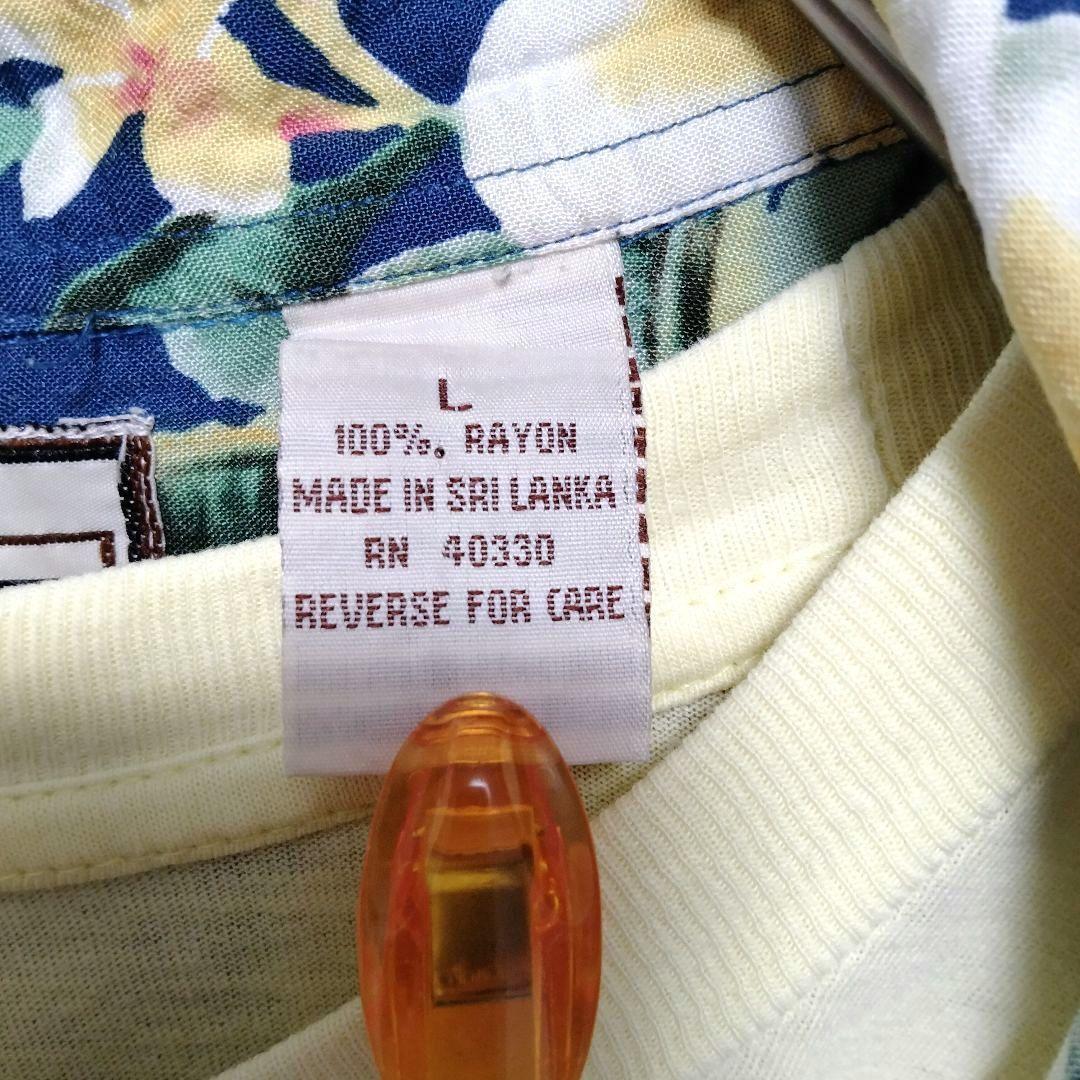 L
100%. RAYON
MADE IN SRI LANKA
RN 40330
REVERSE FOR CARE